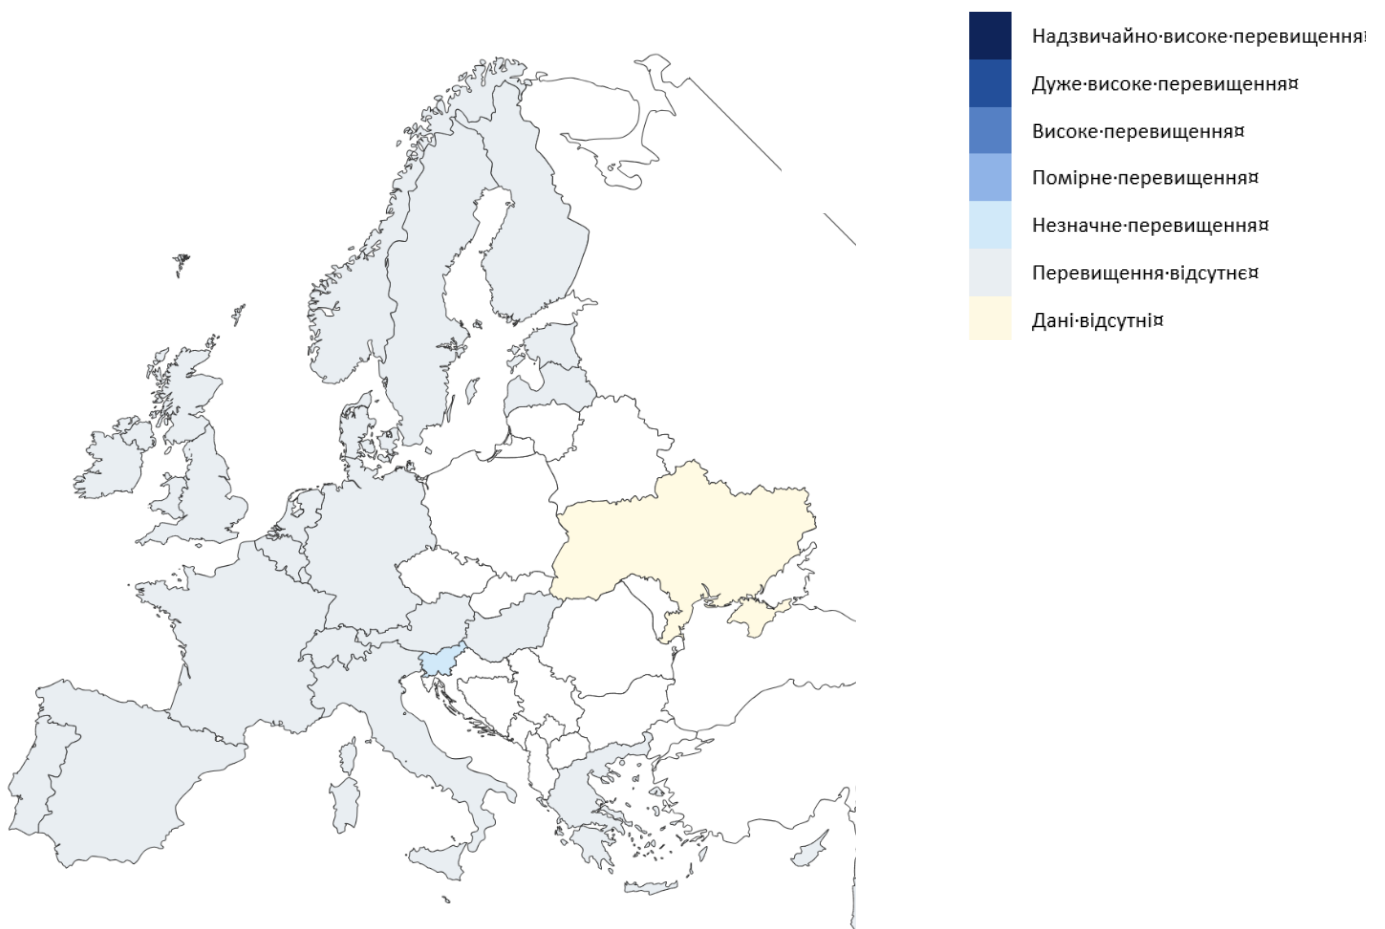 Надзвичайно·високе·перевищення¤
Дуже·високе·перевищення¤
Високе·перевищення¤
Помірне·перевищення¤
Незначне·перевищення¤
Перевищення·відсутнє¤
Дані·відсутні¤